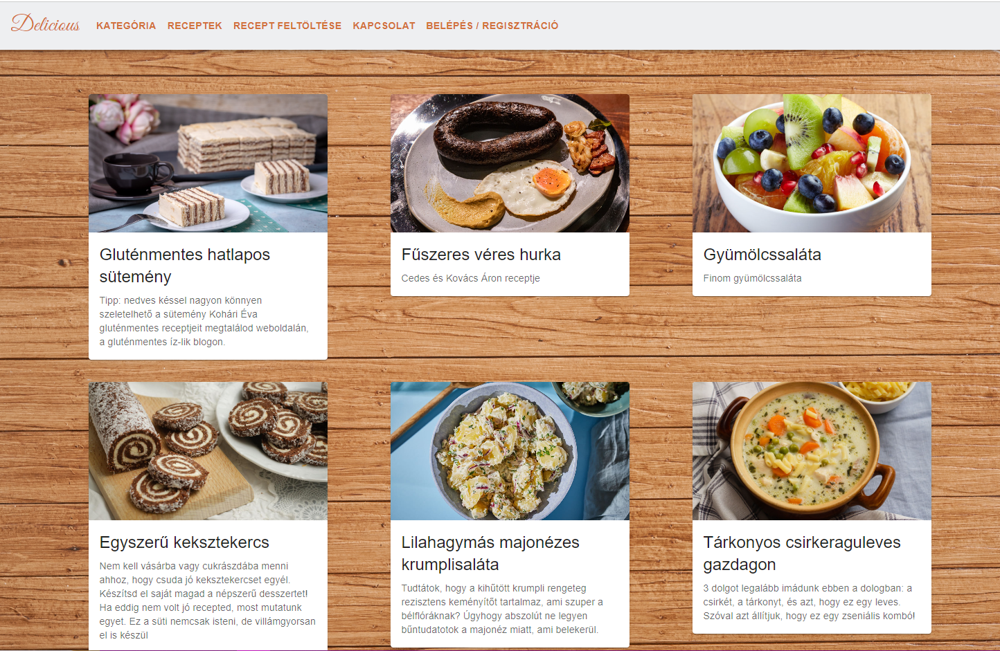 Delicious KATEGÓRIA RECEPTEK RECEPT FELTÖLTÉSE KAPCSOLAT BELÉPÉS / REGISZTRÁCIÓ
Gluténmentes hatlapos
sütemény
Tipp: nedves késsel nagyon könnyen
szeletelhető a sütemény Kohári Éva
gluténmentes receptjeit megtalálod weboldalán,
a gluténmentes íz-lik blogon.
Fűszeres véres hurka
Cedes és Kovács Áron receptje
Gyümölcssaláta
Finom gyümölcssaláta
Egyszerű keksztekercs
Nem kell vásárba vagy cukrászdába menni
ahhoz, hogy csuda jó keksztekercset egyél.
Készítsd el saját magad a népszerű desszertet!
Ha eddig nem volt jó recepted, most mutatunk
egyet. Ez a süti nemcsak isteni, de villámgyorsan
el is készül
Lilahagymás majonézes
krumplisaláta
Tudtátok, hogy a kihűtött krumpli rengeteg
rezisztens keményítőt tartalmaz, ami szuper a
bélflóráknak? Úgyhogy abszolút ne legyen
bűntudatotok a majonéz miatt, ami belekerül.
Tárkonyos csirkeraguleves
gazdagon
3 dolgot legalább imádunk ebben a dologban: a
csirkét, a tárkonyt, és azt, hogy ez egy leves.
Szóval azt állítjuk, hogy ez egy zseniális kombó!